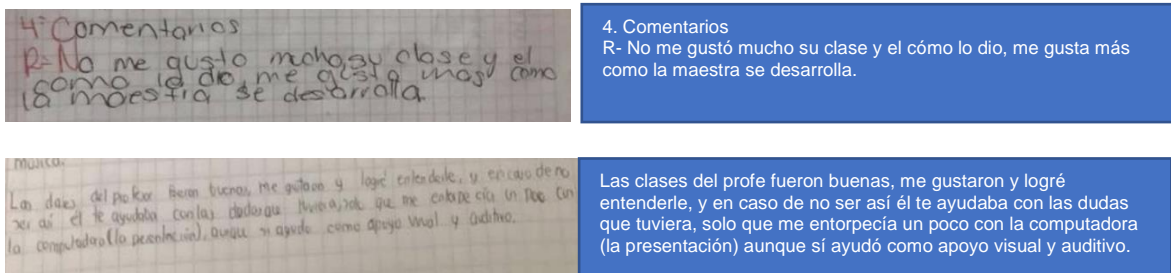 4: Comentarios
R- No me gusto mcho su clase y el
como lo dio, me gusta mas como
la maestra se desarrolla.
4. Comentarios
R- No me gustó mucho su clase y el cómo lo dio, me gusta más
como la maestra se desarrolla.
musica.
Las clases del profesor fueron buenas, me gustaron y logré entenderle, y en caso de no
ser así él te ayudaba con las dudas que tuviera, solo que me entorpecía un poco con
la computadora (la presentación), aunque si ayudo como apoyo visual y auditivo.
Las clases del profe fueron buenas, me gustaron y logré
entenderle, y en caso de no ser así él te ayudaba con las dudas
que tuviera, solo que me entorpecía un poco con la computadora
(la presentación) aunque sí ayudó como apoyo visual y auditivo.